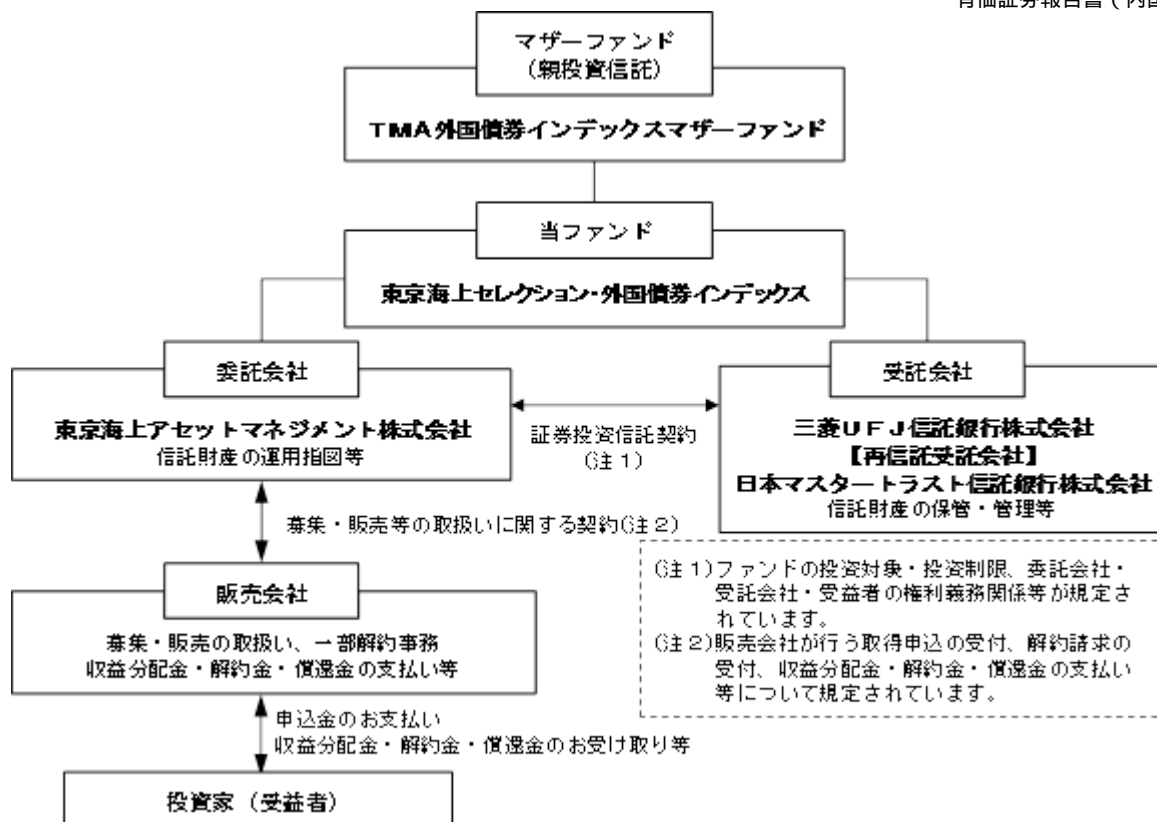 マザーファンド
(親投資信託)
TMA外国債券インデックスマザーファンド
当ファンド
東京海上セレクション・外国債券インデックス
委託会社
東京海上アセットマネジメント株式会社
信託財産の運用指図等
証券投資信託契約
(注1)
受託会社
三菱UFJ信託銀行株式会社
【再信託受託会社】
日本マスタートラスト信託銀行株式会社
信託財産の保管・管理等
募集・販売等の取扱いに関する契約(注2)
販売会社
募集・販売の取扱い、一部解約事務
収益分配金・解約金・償還金の支払い等
(注1)ファンドの投資対象・投資制限、委託会社・
受託会社・受益者の権利義務関係等が規定さ
れています。
(注2)販売会社が行う取得申込の受付、解約請求の
受付、収益分配金・解約金・償還金の支払い
等について規定されています。
申込金のお支払い
収益分配金・解約金・償還金のお受け取り等
投資家(受益者)